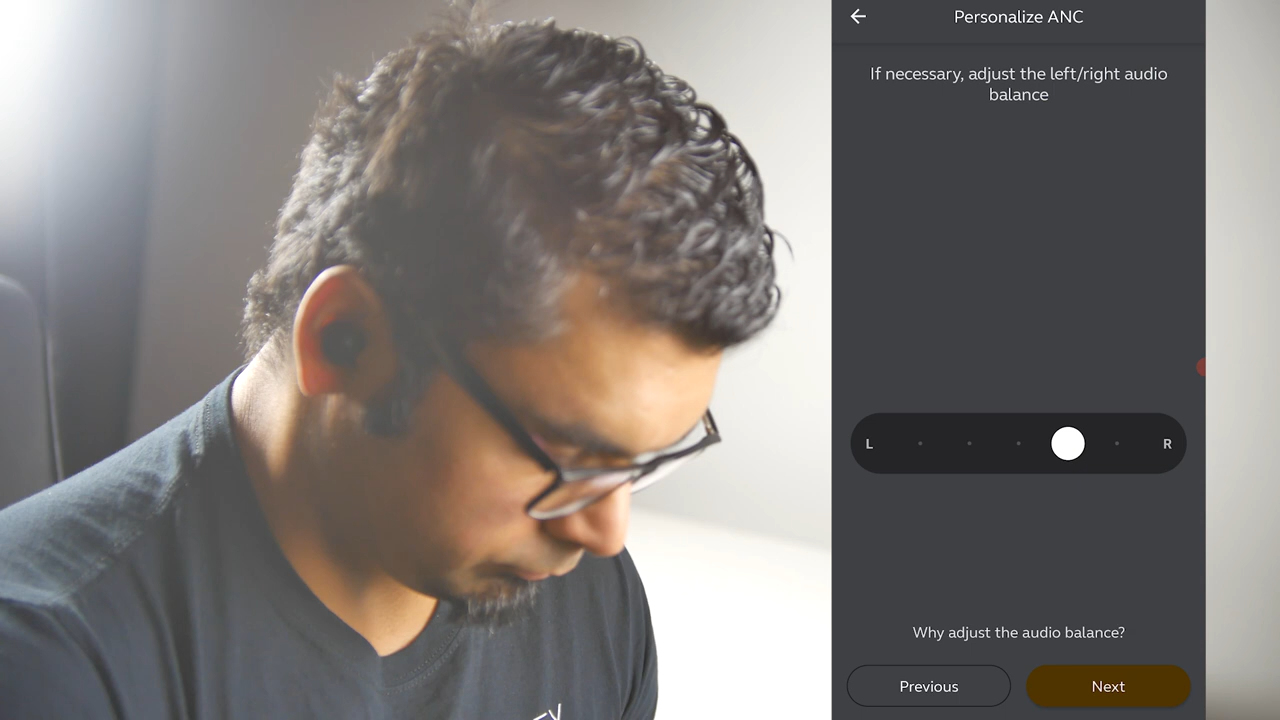 Personalize ANC
If necessary, adjust the left/right audio
balance
L
R
Why adjust the audio balance?
Previous
Next